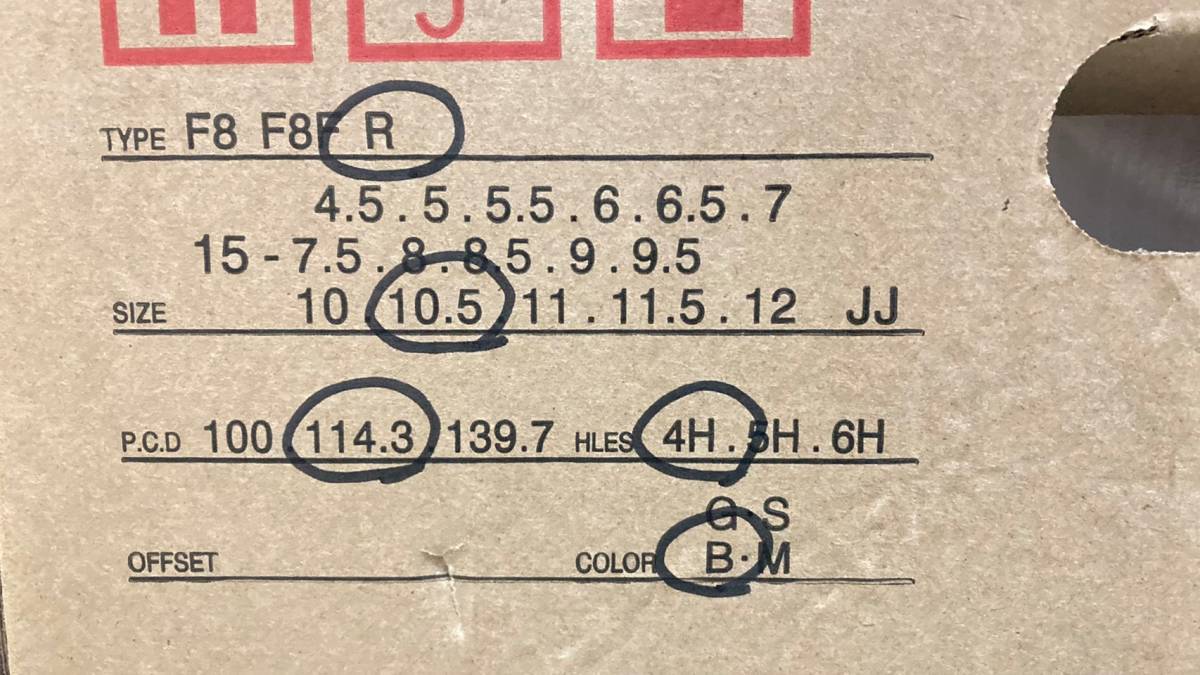 TYPE F8 F8F R
4.5 . 5 . 5.5 . 6 . 6.5 . 7
15 - 7.5 . 8 . 8.5 . 9 . 9.5
SIZE 10 . 10.5 . 11 . 11.5 . 12 JJ
P.C.D 100 . 114.3 . 139.7 HLES 4H . 5H . 6H
G·S
OFFSET COLOR B·M